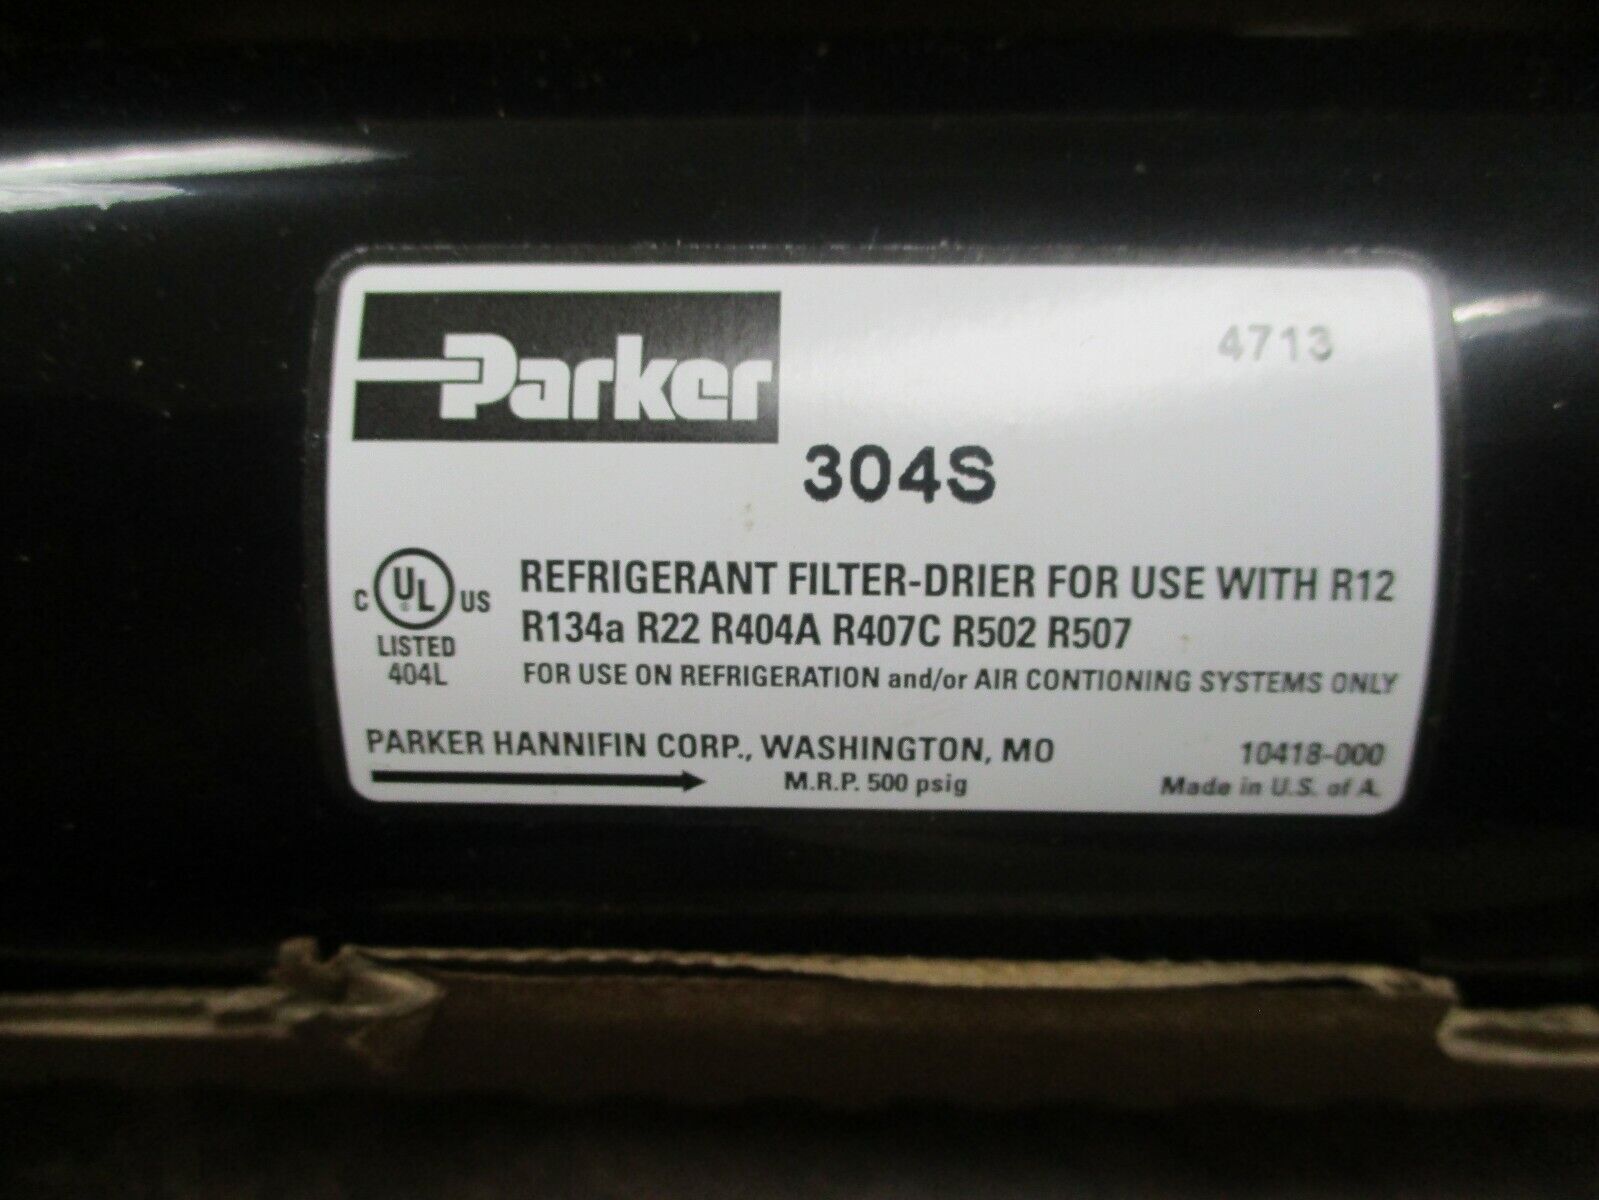 Parker
4713
304S
C UL ® US
LISTED
404L
REFRIGERANT FILTER-DRIER FOR USE WITH R12
R134a R22 R404A R407C R502 R507
FOR USE ON REFRIGERATION and/or AIR CONTIONING SYSTEMS ONLY
PARKER HANNIFIN CORP., WASHINGTON, MO
10418-000
M.R.P. 500 psig
Made in U.S. of A.